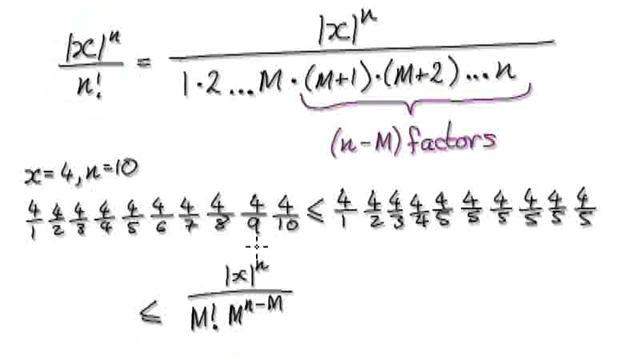 |x|ⁿ / n! = |x|ⁿ / 1·2...M·(M+1)·(M+2)...n
(n-M) factors
x=4, n=10
4/1 4/2 4/3 4/4 4/5 4/6 4/7 4/8 4/9 4/10 ≤ 4/1 4/2 4/3 4/4 4/5 4/5 4/5 4/5 4/5 4/5
≤ |x|ⁿ / M! Mⁿ⁻ᴹ